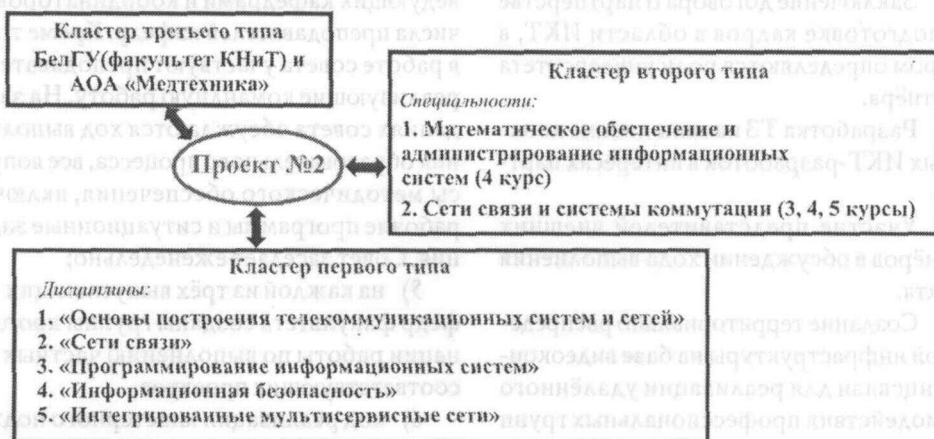 Кластер третьего типа
БелГУ(факультет КНиТ) и
АОА «Медтехника»
Кластер второго типа
Специальности:
1. Математическое обеспечение и
администрирование информационных
систем (4 курс)
2. Сети связи и системы коммутации (3, 4, 5 курсы)
Проект №2
Кластер первого типа
Дисциплины:
1. «Основы построения телекоммуникационных систем и сетей»
2. «Сети связи»
3. «Программирование информационных систем»
4. «Информационная безопасность»
5. «Интегрированные мультисервисные сети»